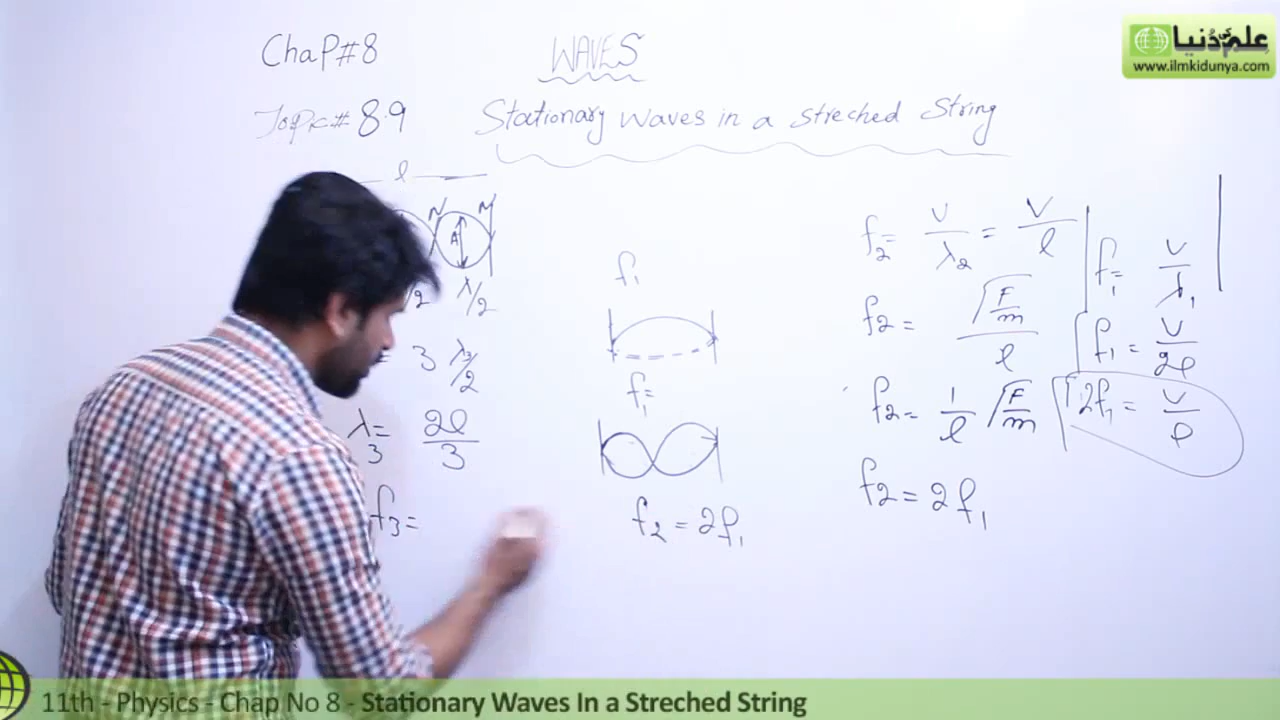 ChaP#8
WAVES
علم کی دُنیا
www.ilmkidunya.com
Topic# 8.9
Stationary Waves in a Streched String
l
N N
A
λ/2
3 λ3/2
λ3= 2l/3
f3=
f1
f1=
f2 = 2f1
f2= V/λ2 = V/l
f2= √F/m / l
f2= 1/l √F/m
f2= 2f1
f1= V/λ1
f1= V/2l
2f1= V/l
11th - Physics - Chap No 8 - Stationary Waves In a Streched String